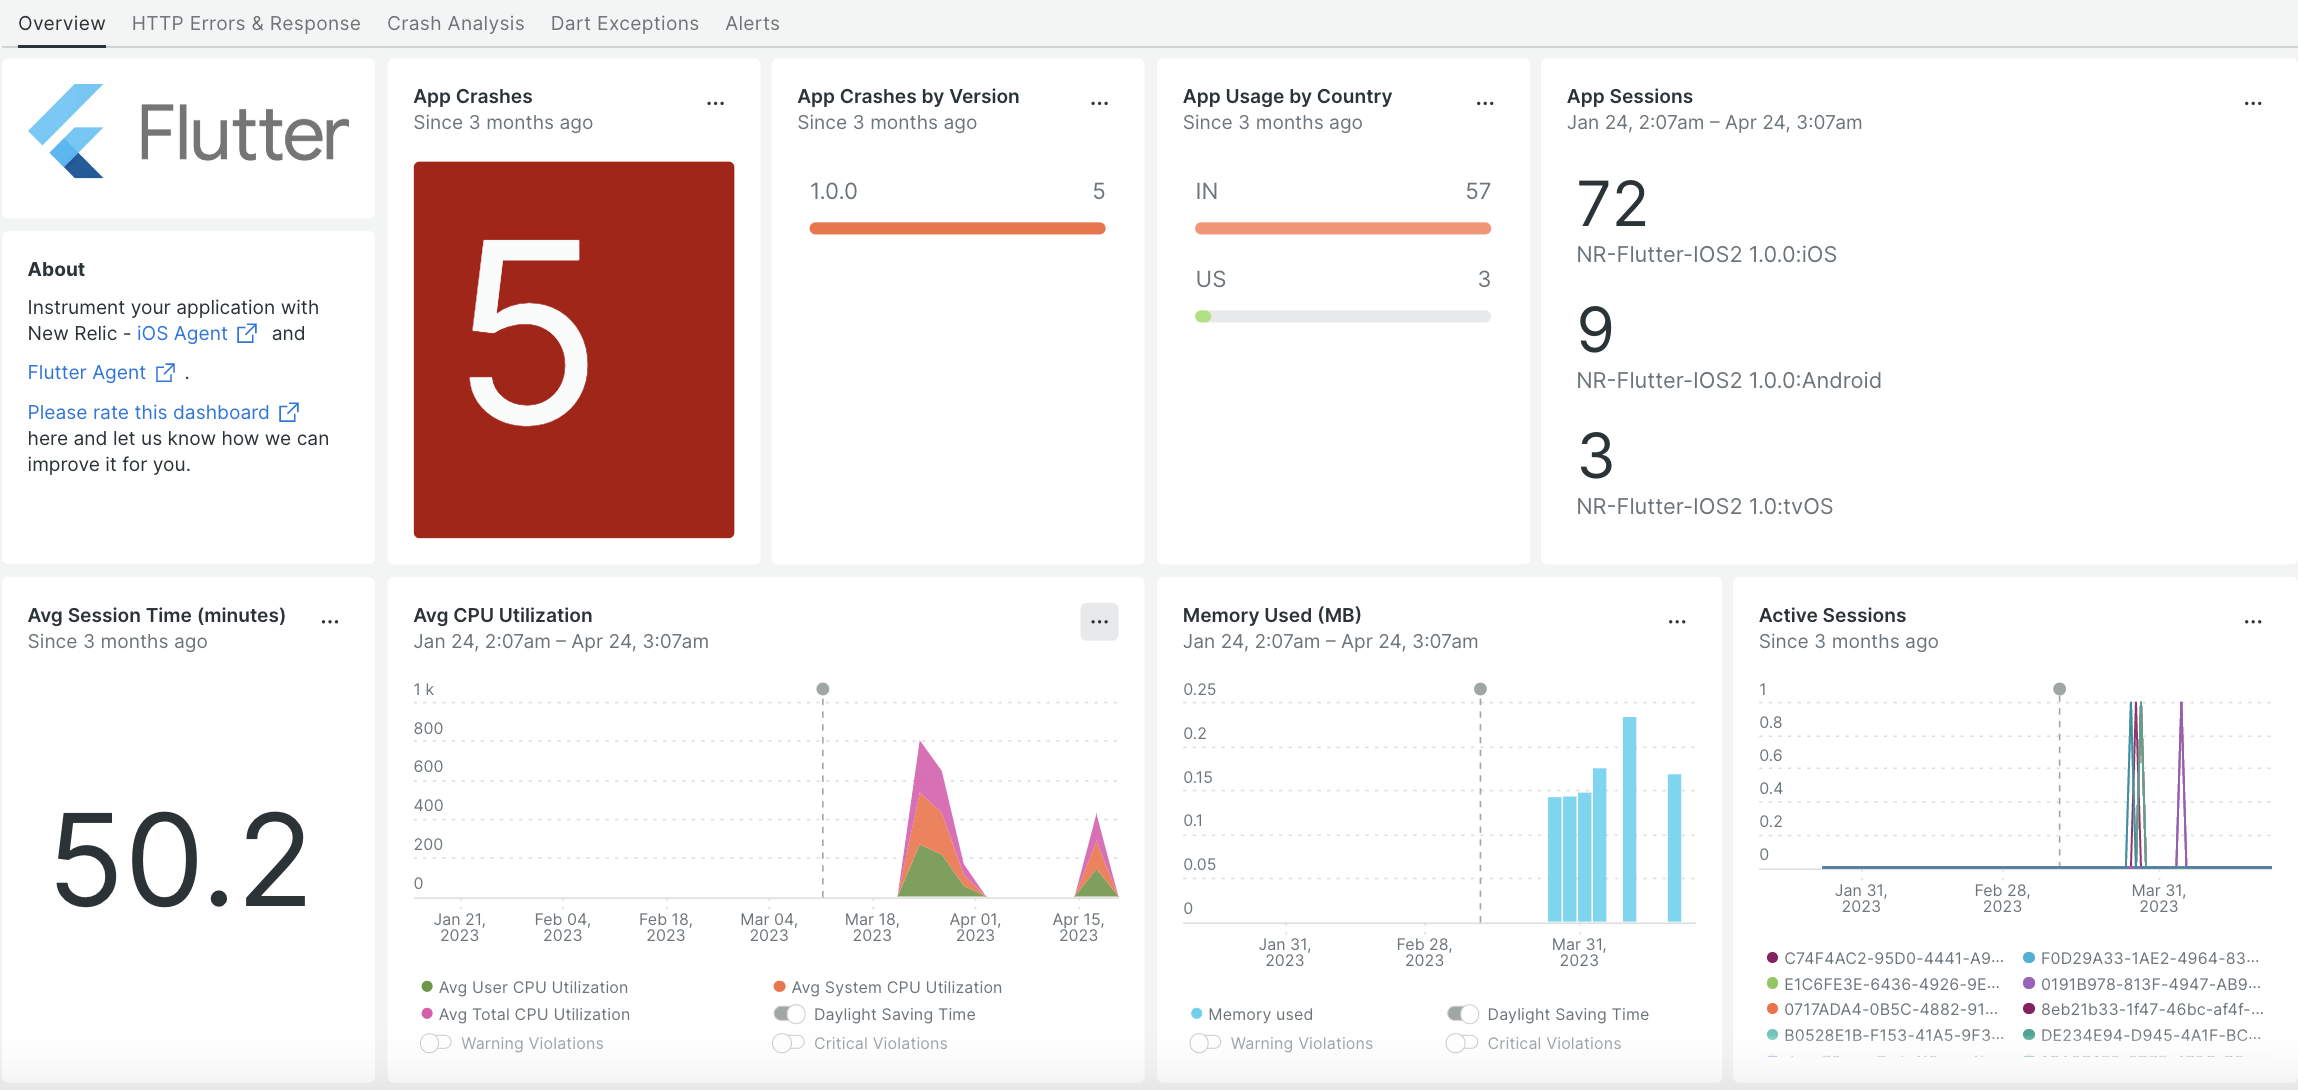 Overview HTTP Errors & Response Crash Analysis Dart Exceptions Alerts
Flutter
About
Instrument your application with
New Relic - iOS Agent and
Flutter Agent .
Please rate this dashboard
here and let us know how we can
improve it for you.
App Crashes
Since 3 months ago
5
App Crashes by Version
Since 3 months ago
1.0.0 5
App Usage by Country
Since 3 months ago
IN 57
US 3
App Sessions
Jan 24, 2:07am – Apr 24, 3:07am
72
NR-Flutter-IOS2 1.0.0:iOS
9
NR-Flutter-IOS2 1.0.0:Android
3
NR-Flutter-IOS2 1.0:tvOS
Avg Session Time (minutes)
Since 3 months ago
50.2
Avg CPU Utilization
Jan 24, 2:07am – Apr 24, 3:07am
1 k
800
600
400
200
0
Jan 21, Feb 04, Feb 18, Mar 04, Mar 18, Apr 01, Apr 15,
2023 2023 2023 2023 2023 2023 2023
Avg User CPU Utilization Avg System CPU Utilization
Avg Total CPU Utilization Daylight Saving Time
Warning Violations Critical Violations
Memory Used (MB)
Jan 24, 2:07am – Apr 24, 3:07am
0.25
0.2
0.15
0.1
0.05
0
Jan 31, Feb 28, Mar 31,
2023 2023 2023
Memory used Daylight Saving Time
Warning Violations Critical Violations
Active Sessions
Since 3 months ago
1
0.8
0.6
0.4
0.2
0
Jan 31, Feb 28, Mar 31,
2023 2023 2023
C74F4AC2-95D0-4441-A9... F0D29A33-1AE2-4964-83...
E1C6FE3E-6436-4926-9E... 0191B978-813F-4947-AB9...
0717ADA4-0B5C-4882-91... 8eb21b33-1f47-46bc-af4f-...
B0528E1B-F153-41A5-9F3... DE234E94-D945-4A1F-BC...